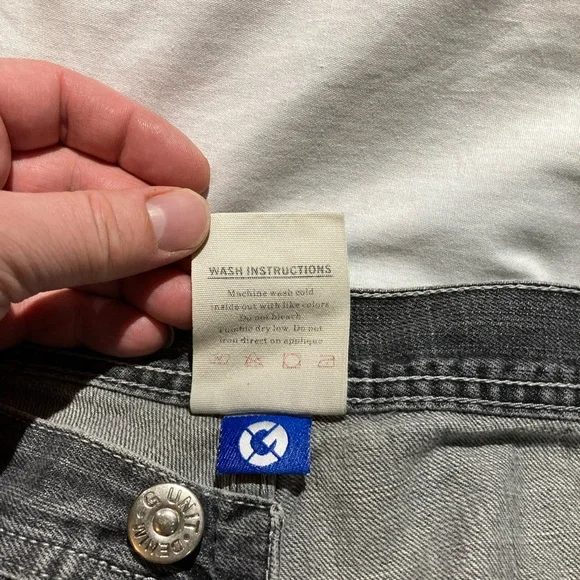 WASH INSTRUCTIONS
Machine wash cold
inside out with like colors
Do not bleach
Tumble dry low. Do not
iron direct on applique
G UNIT
DENIM